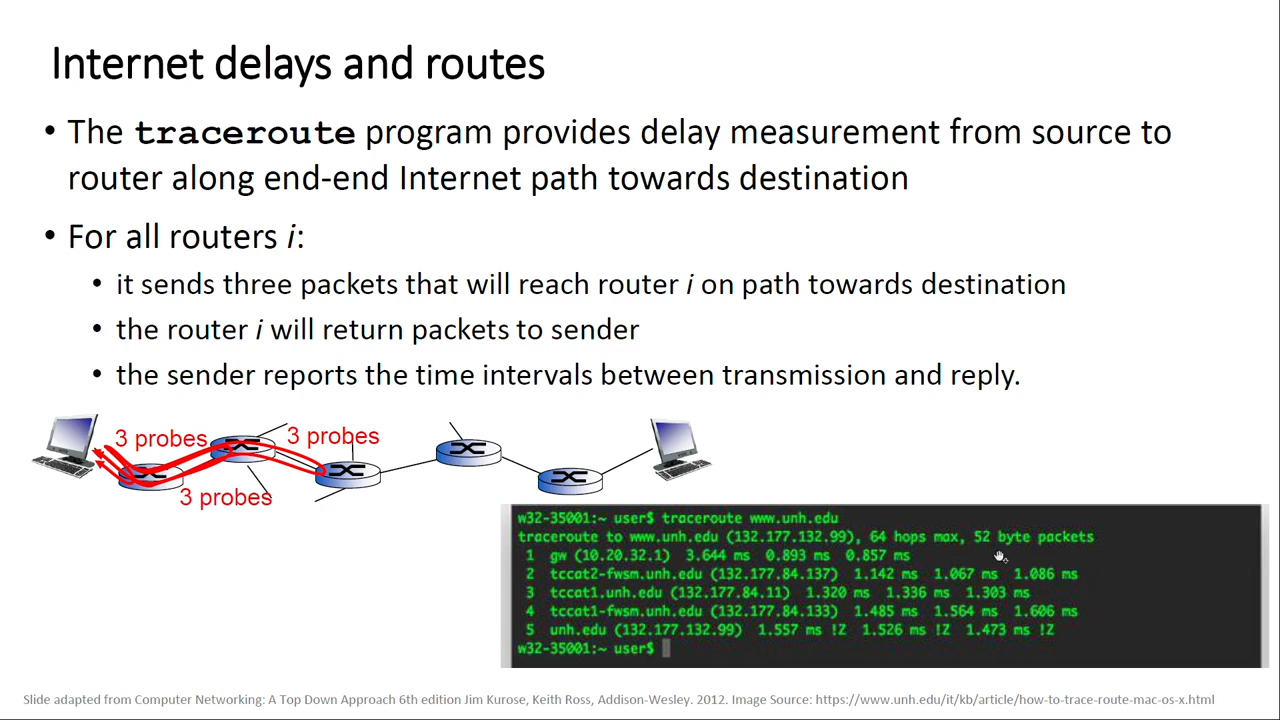 Internet delays and routes
• The traceroute program provides delay measurement from source to
router along end-end Internet path towards destination
• For all routers i:
• it sends three packets that will reach router i on path towards destination
• the router i will return packets to sender
• the sender reports the time intervals between transmission and reply.
3 probes
3 probes
3 probes
w32-35001:~ user$ traceroute www.unh.edu
traceroute to www.unh.edu (132.177.132.99), 64 hops max, 52 byte packets
1 gw (10.20.32.1) 3.644 ms 0.893 ms 0.857 ms
2 tccat2-fwsm.unh.edu (132.177.84.137) 1.142 ms 1.067 ms 1.086 ms
3 tccat1.unh.edu (132.177.84.11) 1.320 ms 1.336 ms 1.303 ms
4 tccat1-fwsm.unh.edu (132.177.84.133) 1.485 ms 1.564 ms 1.606 ms
5 unh.edu (132.177.132.99) 1.557 ms !Z 1.526 ms !Z 1.473 ms !Z
w32-35001:~ user$
Slide adapted from Computer Networking: A Top Down Approach 6th edition Jim Kurose, Keith Ross, Addison-Wesley. 2012. Image Source: https://www.unh.edu/it/kb/article/how-to-trace-route-mac-os-x.html